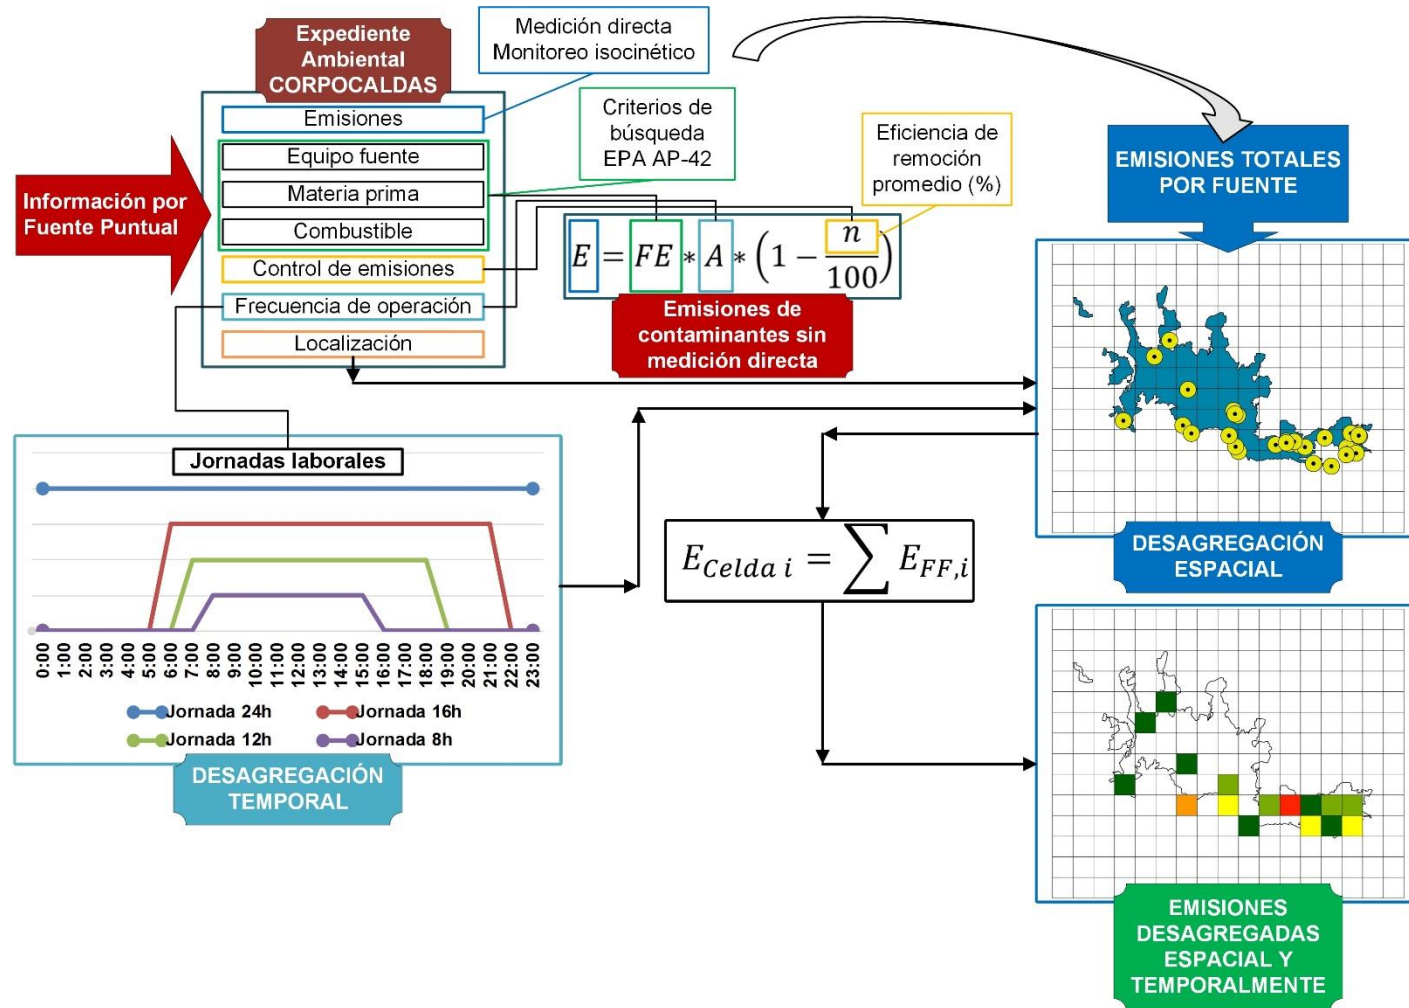 Expediente
Ambiental
CORPOCALDAS
Medición directa
Monitoreo isocinético
Emisiones
Equipo fuente
Materia prima
Combustible
Control de emisiones
Frecuencia de operación
Localización
Información por
Fuente Puntual
Criterios de
búsqueda
EPA AP-42
Eficiencia de
remoción
promedio (%)
E = FE * A * (1 - n/100)
Emisiones de
contaminantes sin
medición directa
EMISIONES TOTALES
POR FUENTE
DESAGREGACIÓN
ESPACIAL
Jornadas laborales
0:00
1:00
2:00
3:00
4:00
5:00
6:00
7:00
8:00
9:00
10:00
11:00
12:00
13:00
14:00
15:00
16:00
17:00
18:00
19:00
20:00
21:00
22:00
23:00
Jornada 24h
Jornada 16h
Jornada 12h
Jornada 8h
DESAGREGACIÓN
TEMPORAL
E_Celda i = ∑ E_FF,i
EMISIONES
DESAGREGADAS
ESPACIAL Y
TEMPORALMENTE